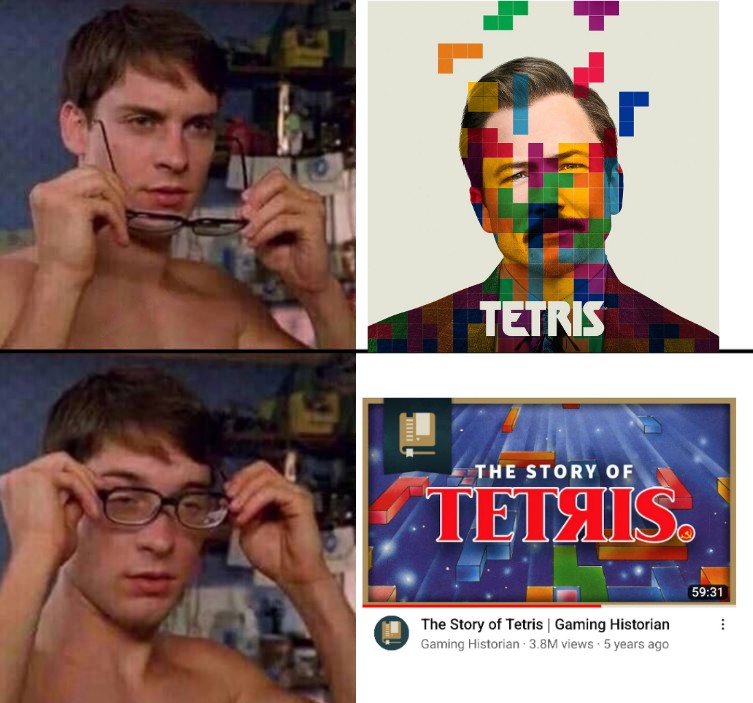 TETRIS
THE STORY OF
TETЯIS.
59:31
The Story of Tetris | Gaming Historian
Gaming Historian · 3.8M views · 5 years ago